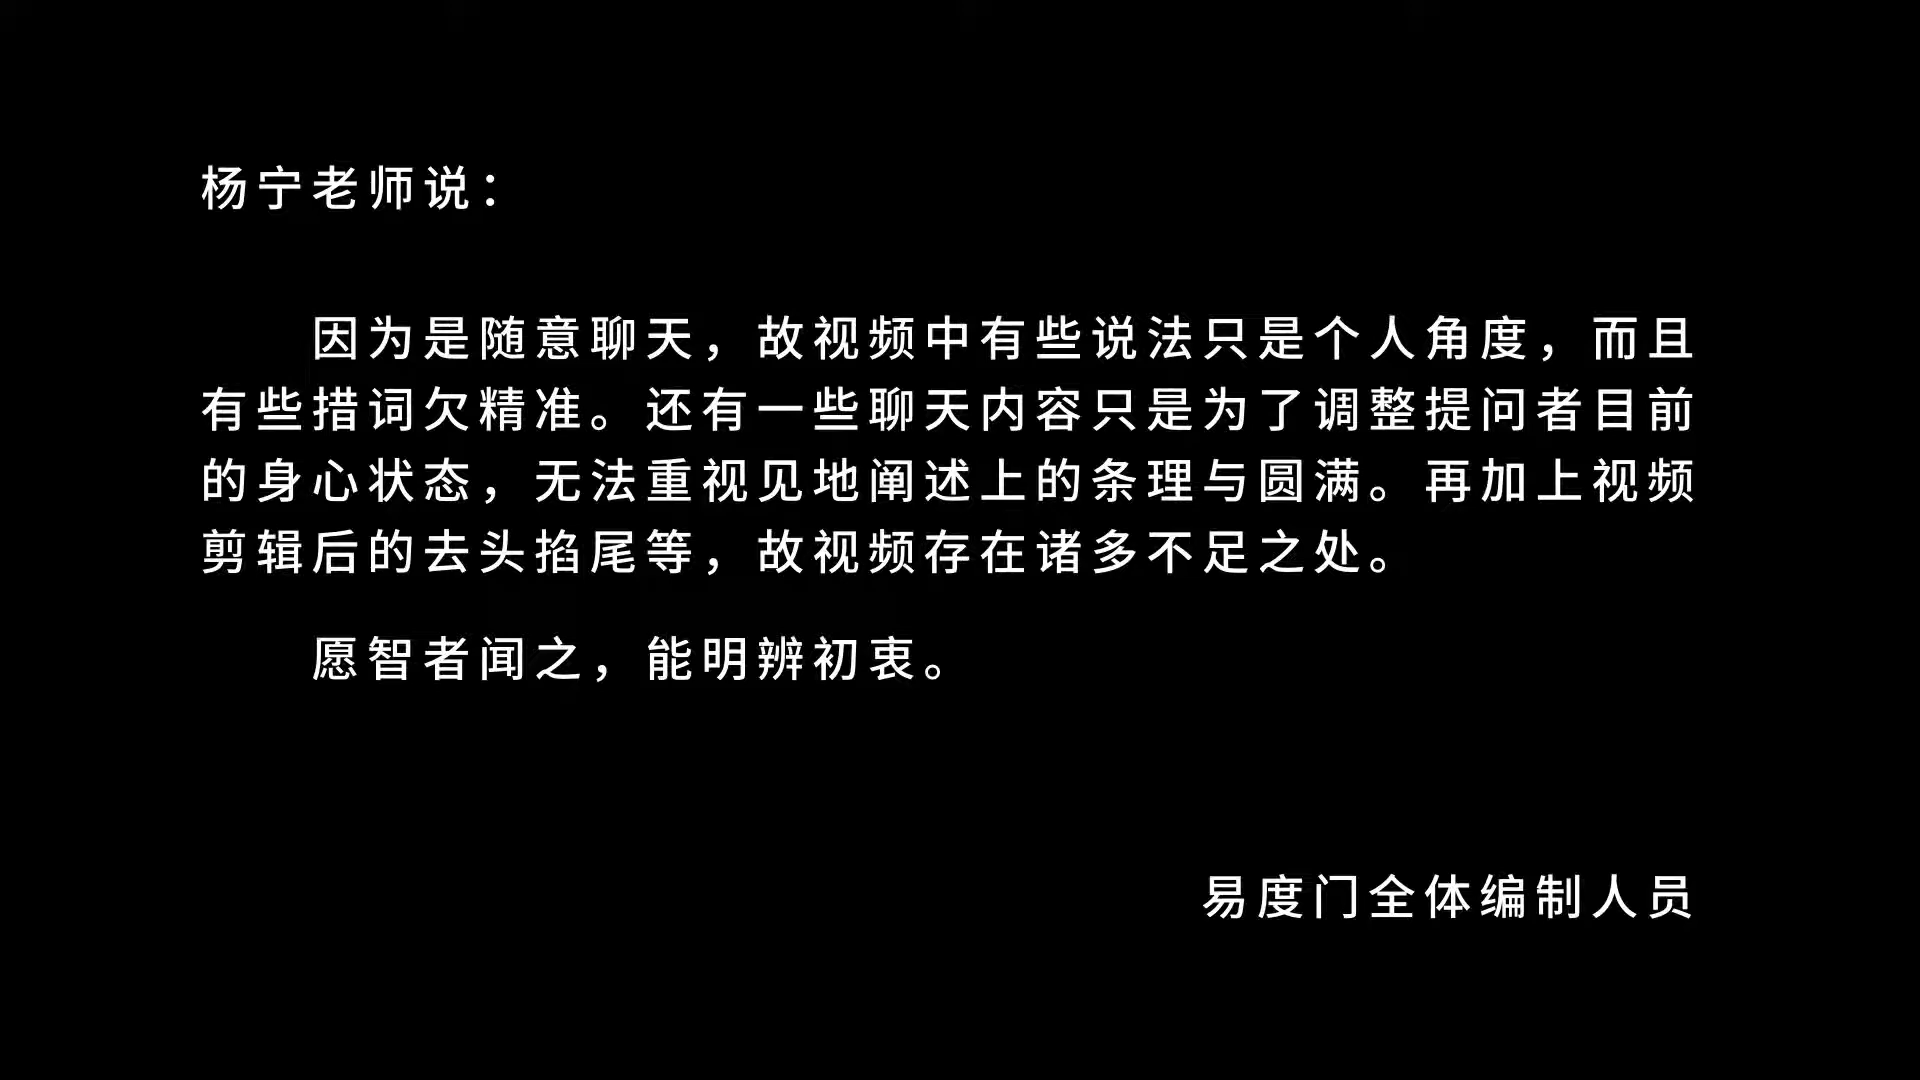 杨宁老师说：
因为是随意聊天，故视频中有些说法只是个人角度，而且
有些措词欠精准。还有一些聊天内容只是为了调整提问者目前
的身心状态，无法重视见地阐述上的条理与圆满。再加上视频
剪辑后的去头掐尾等，故视频存在诸多不足之处。
愿智者闻之，能明辨初衷。
易度门全体编制人员